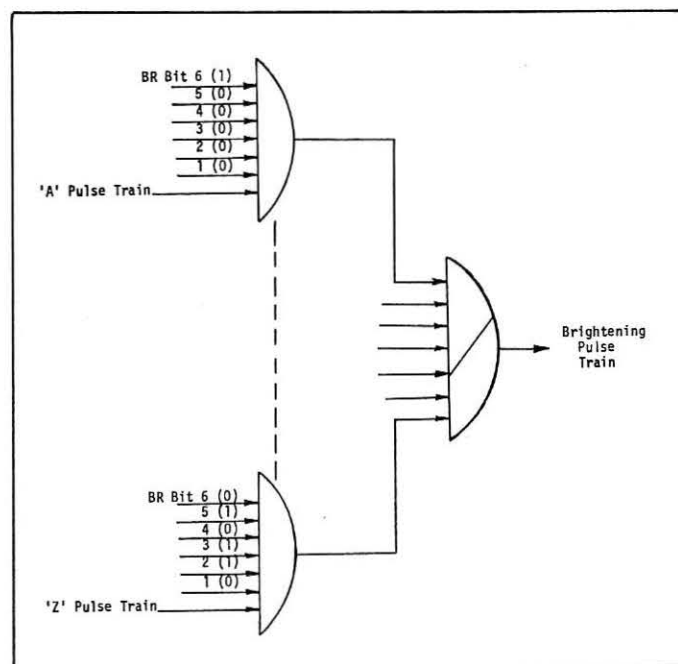 BR Bit 6 (1)
5 (0)
4 (0)
3 (0)
2 (0)
1 (0)
'A' Pulse Train
Brightening
Pulse
Train
BR Bit 6 (0)
5 (1)
4 (0)
3 (1)
2 (1)
1 (0)
'Z' Pulse Train